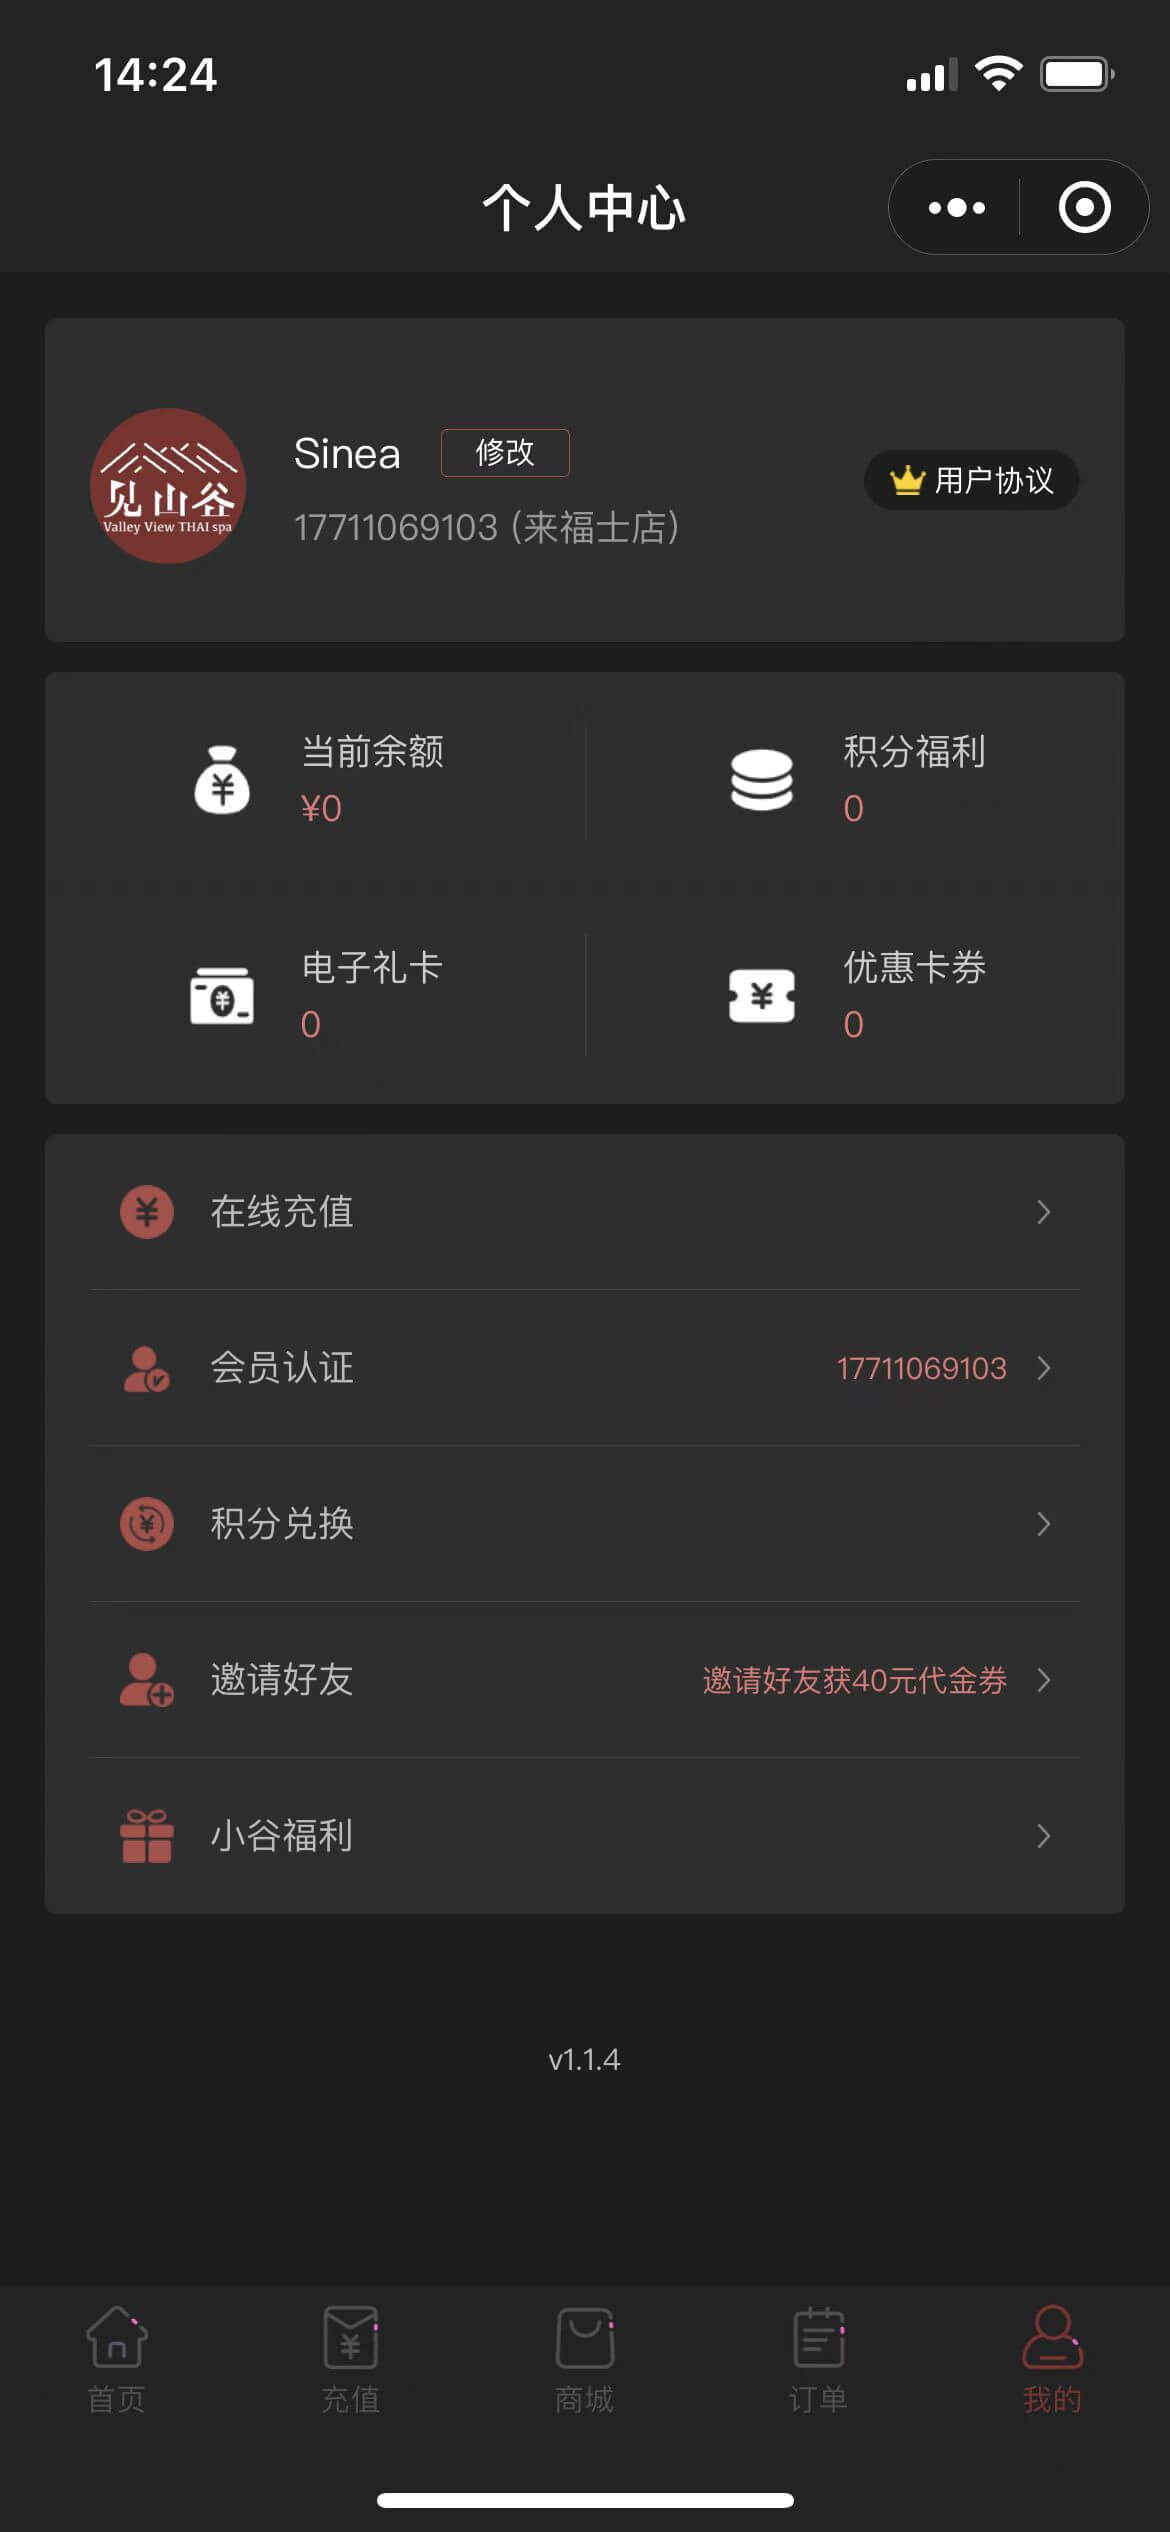 14:24
个人中心
Sinea
修改
用户协议
见山谷
Valley View THAI spa
17711069103 (来福士店)
当前余额
¥0
积分福利
0
电子礼卡
0
优惠卡券
0
在线充值
会员认证
17711069103
积分兑换
邀请好友
邀请好友获40元代金券
小谷福利
v1.1.4
首页
充值
商城
订单
我的